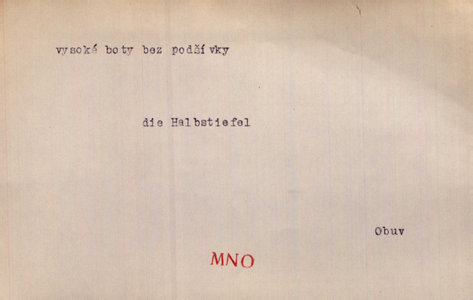 vysoké boty bez podšívky
die Halbstiefel
Obuv
MNO